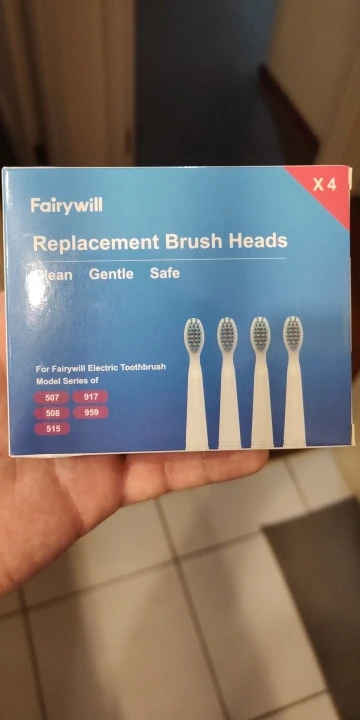 X 4
Fairywill
Replacement Brush Heads
Clean Gentle Safe
For Fairywill Electric Toothbrush
Model Series of
507 917
508 959
515